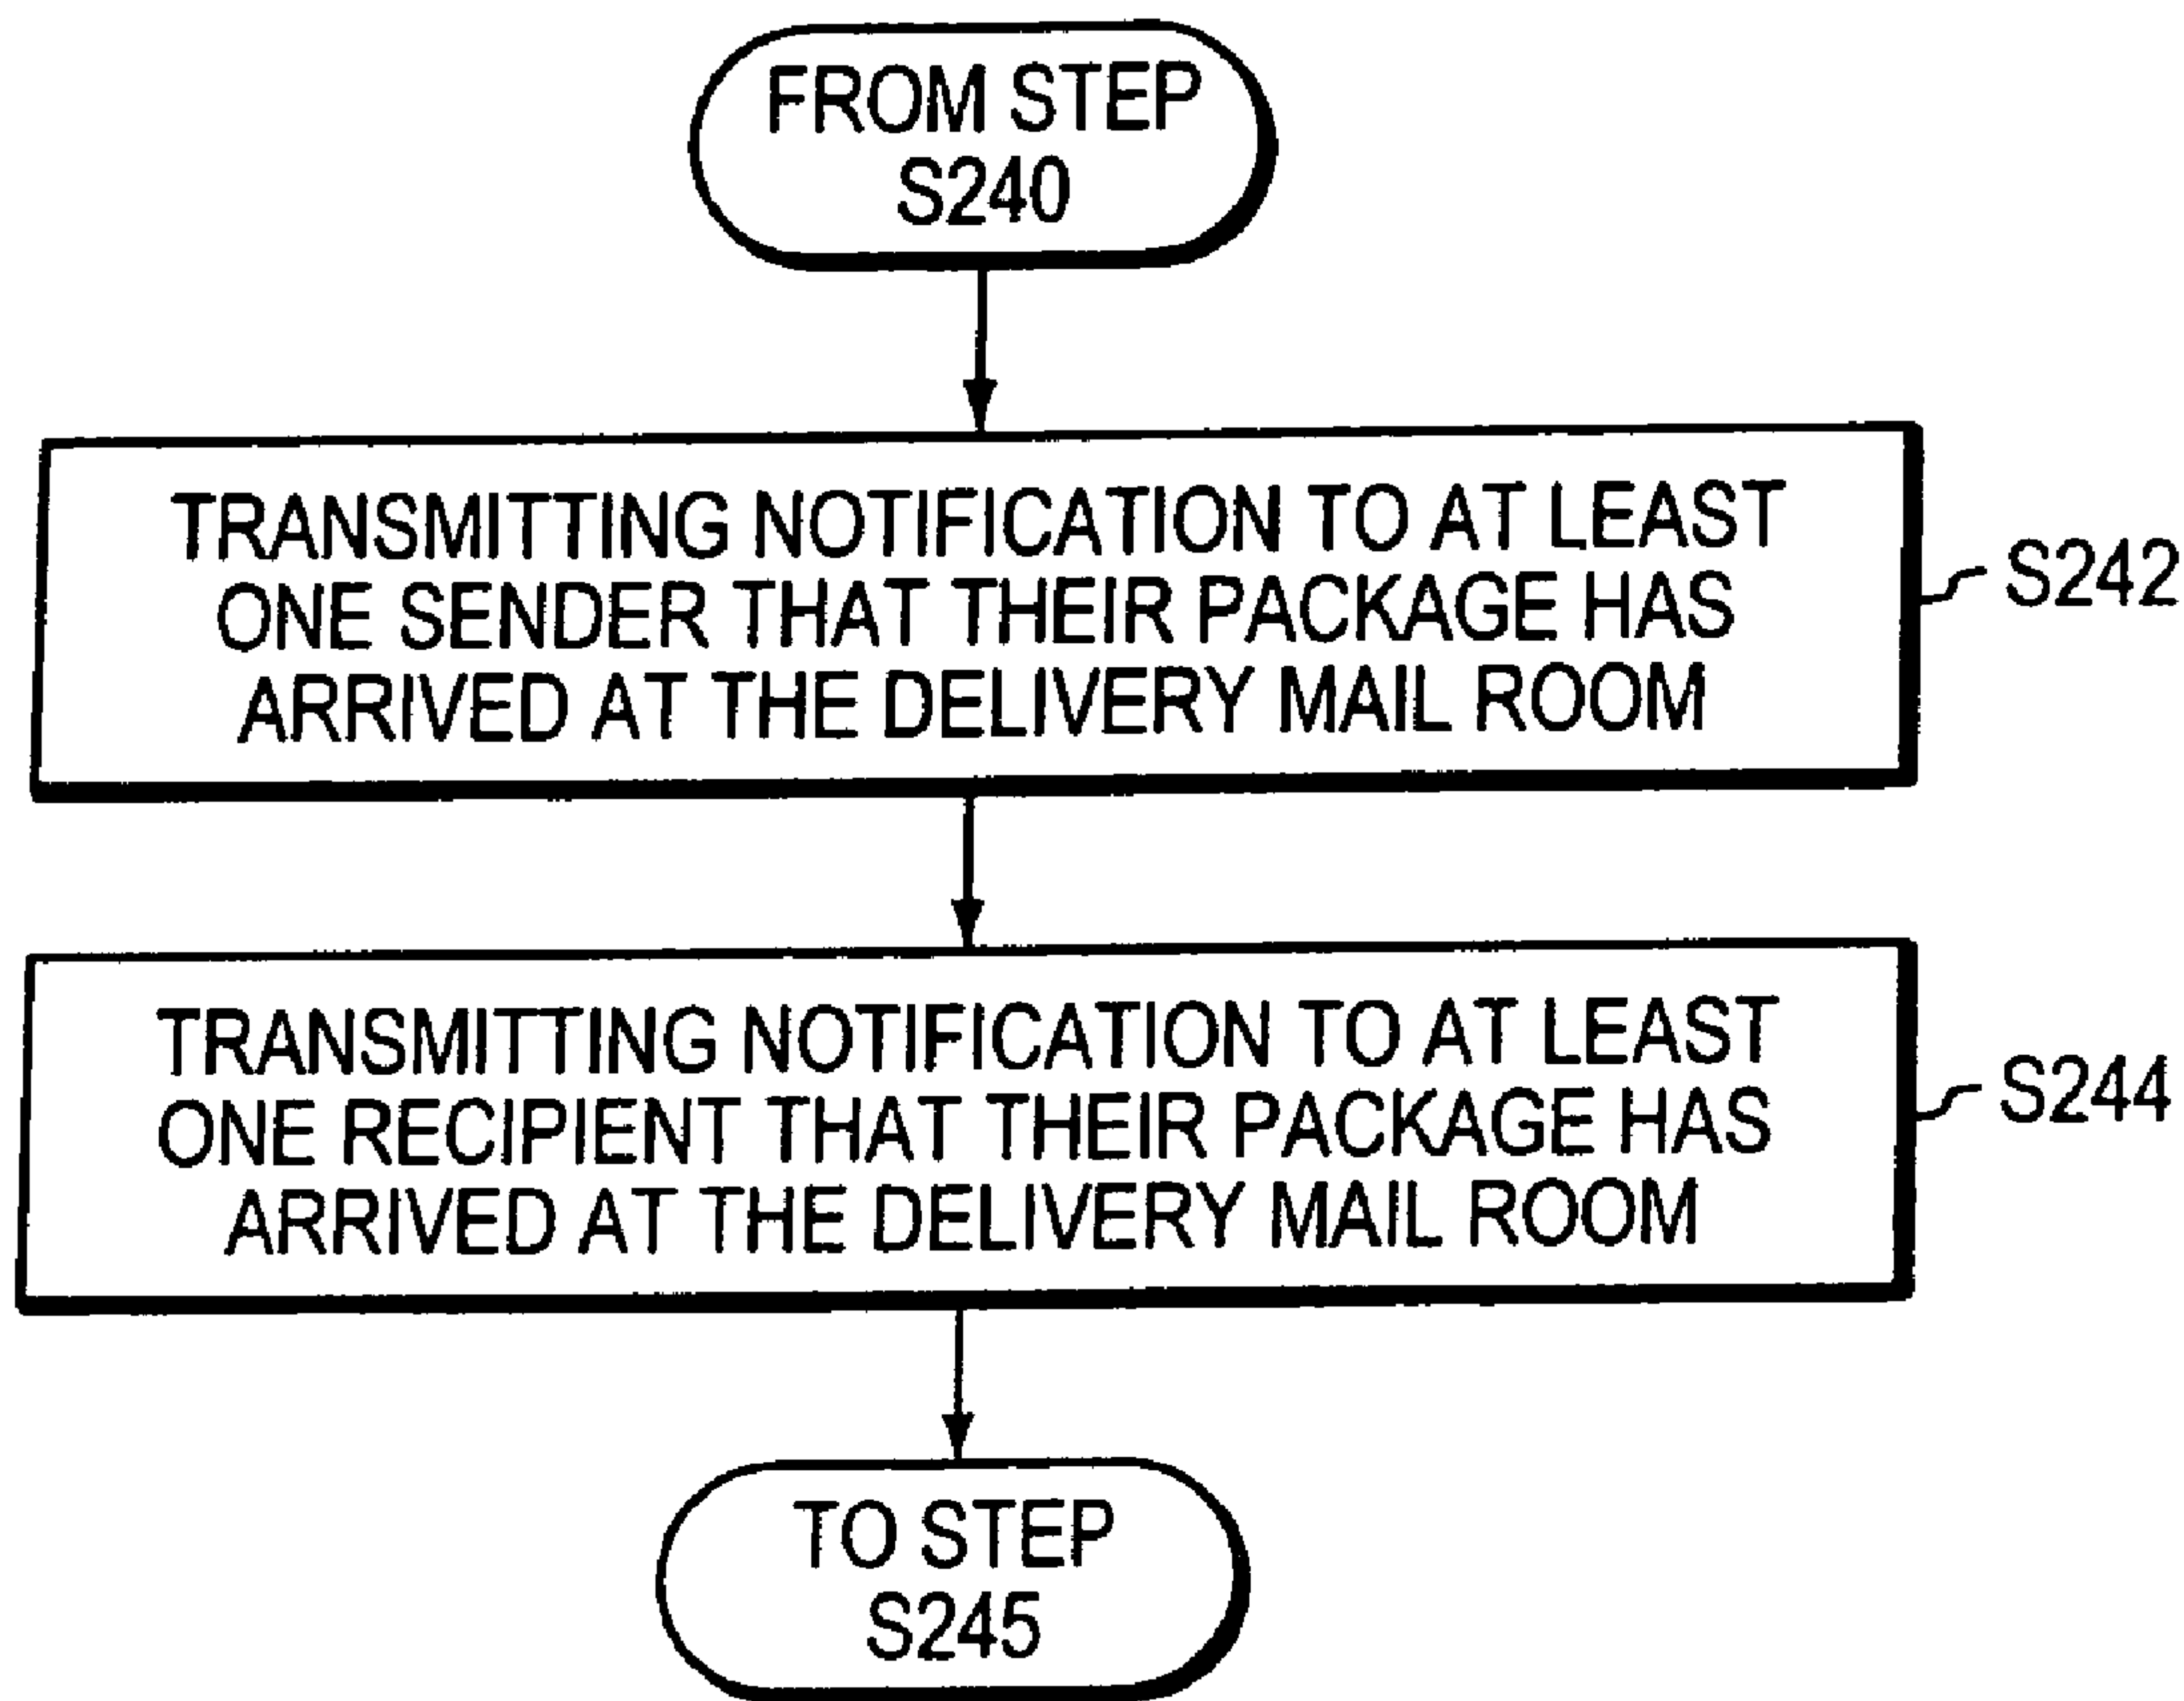 FROM STEP
S240
TRANSMITTING NOTIFICATION TO AT LEAST
ONE SENDER THAT THEIR PACKAGE HAS
ARRIVED AT THE DELIVERY MAIL ROOM
S242
TRANSMITTING NOTIFICATION TO AT LEAST
ONE RECIPIENT THAT THEIR PACKAGE HAS
ARRIVED AT THE DELIVERY MAIL ROOM
S244
TO STEP
S245